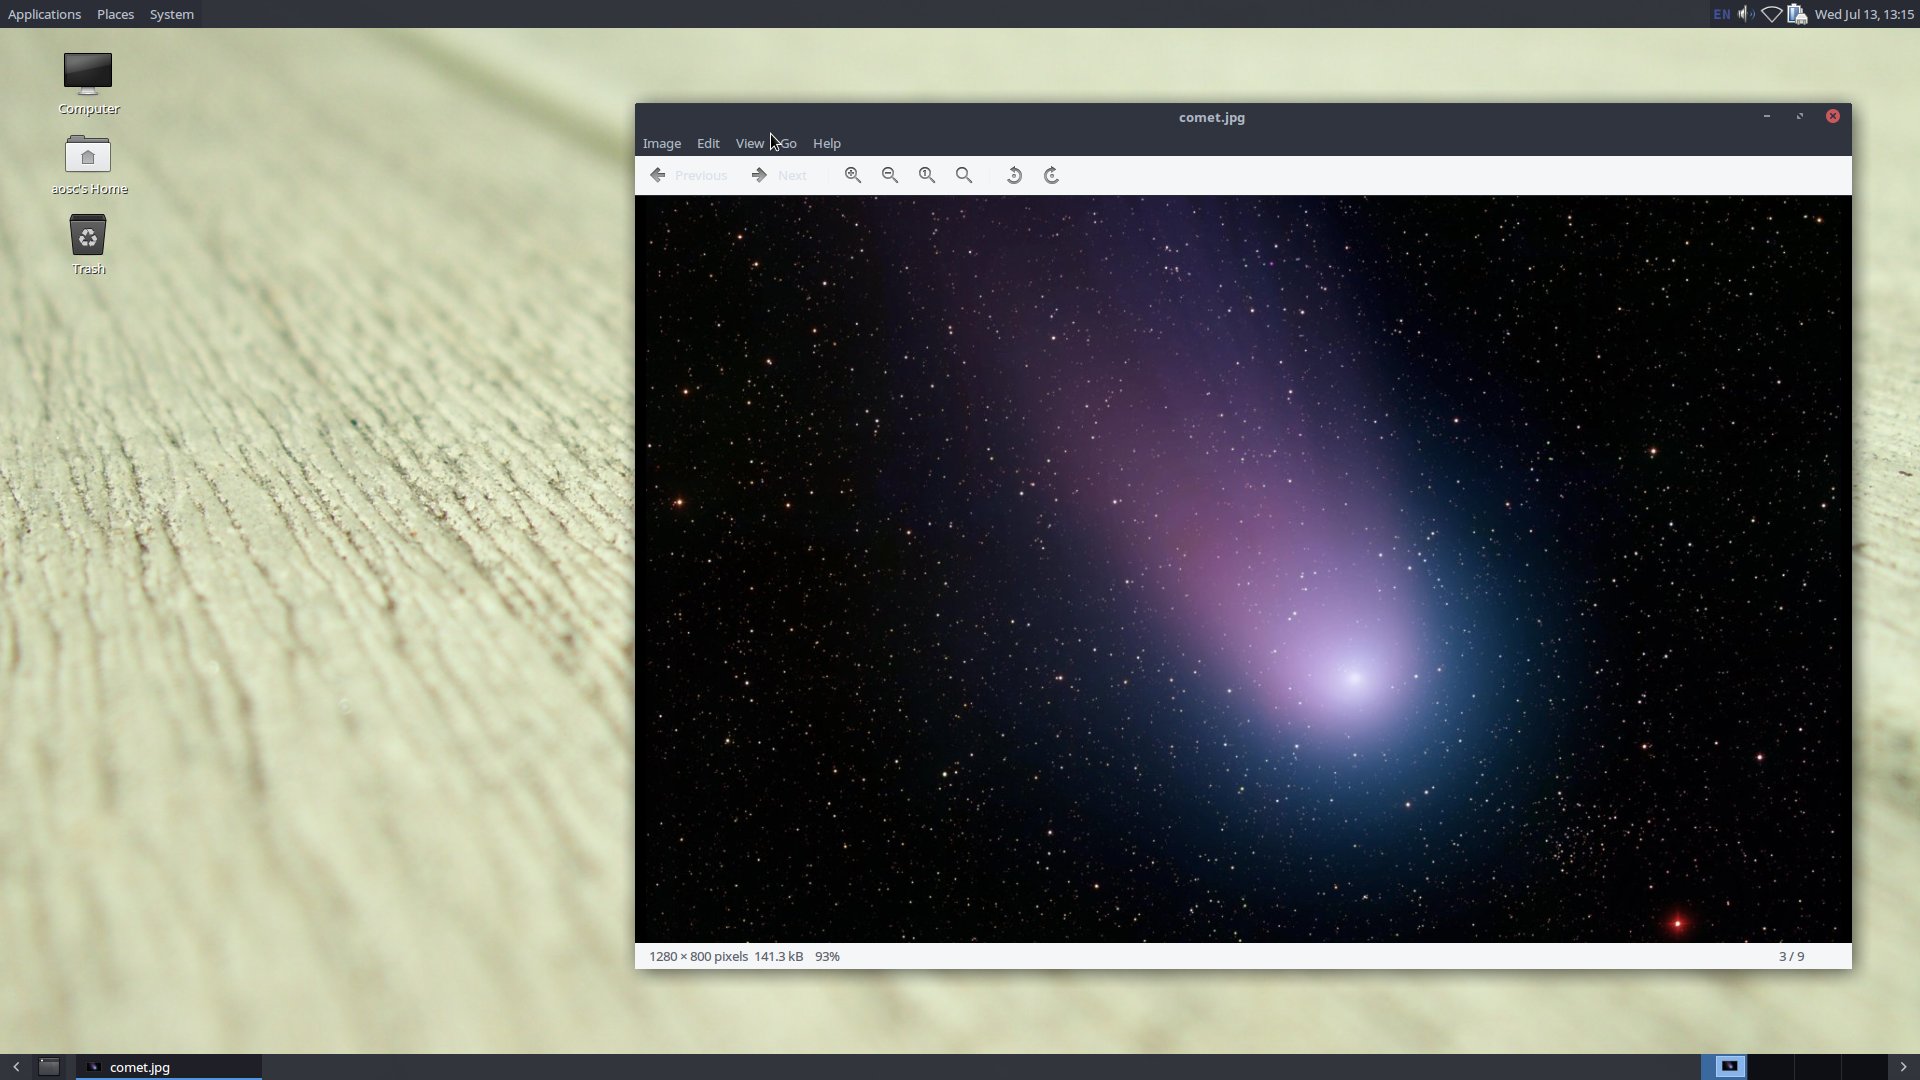 Applications Places System
EN Wed Jul 13, 13:15
Computer
aosc's Home
Trash
comet.jpg
Image Edit View Go Help
Previous Next
1280 × 800 pixels 141.3 kB 93%
3 / 9
comet.jpg